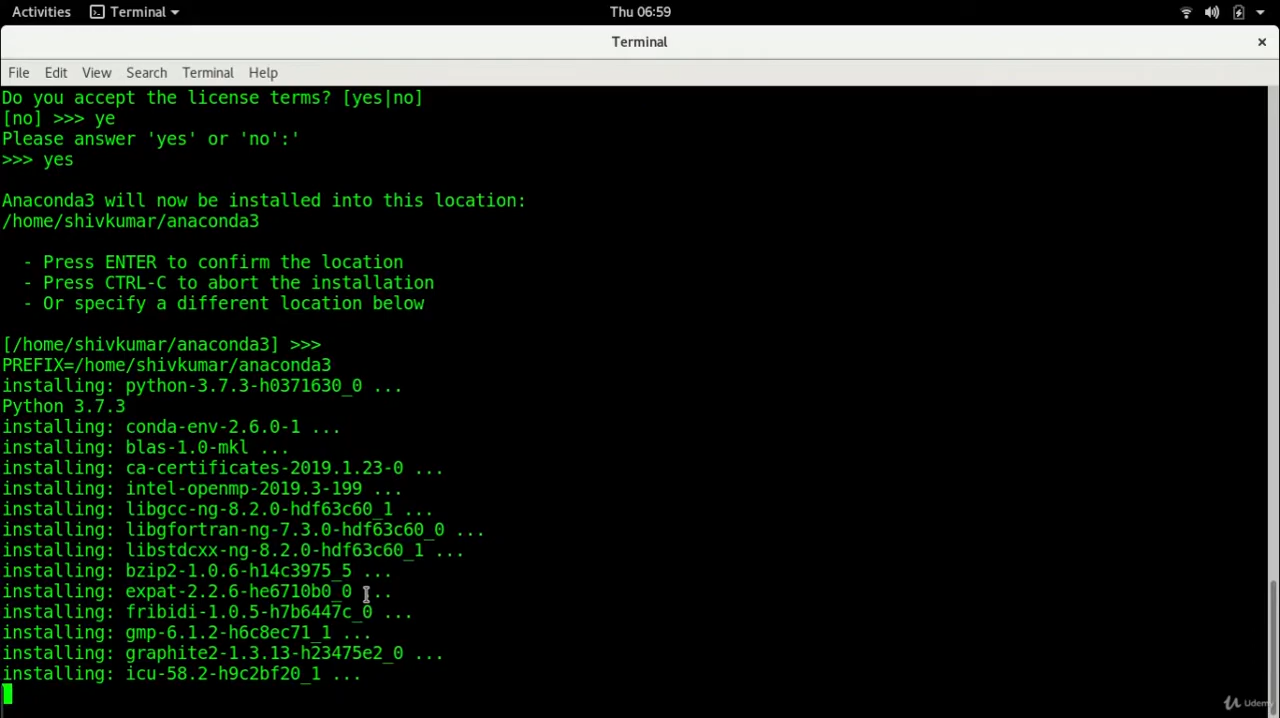 Activities Terminal Thu 06:59
Terminal ×
File Edit View Search Terminal Help
Do you accept the license terms? [yes|no]
[no] >>> ye
Please answer 'yes' or 'no':'
>>> yes
Anaconda3 will now be installed into this location:
/home/shivkumar/anaconda3
- Press ENTER to confirm the location
- Press CTRL-C to abort the installation
- Or specify a different location below
[/home/shivkumar/anaconda3] >>>
PREFIX=/home/shivkumar/anaconda3
installing: python-3.7.3-h0371630_0 ...
Python 3.7.3
installing: conda-env-2.6.0-1 ...
installing: blas-1.0-mkl ...
installing: ca-certificates-2019.1.23-0 ...
installing: intel-openmp-2019.3-199 ...
installing: libgcc-ng-8.2.0-hdf63c60_1 ...
installing: libgfortran-ng-7.3.0-hdf63c60_0 ...
installing: libstdcxx-ng-8.2.0-hdf63c60_1 ...
installing: bzip2-1.0.6-h14c3975_5 ...
installing: expat-2.2.6-he6710b0_0 ...
installing: fribidi-1.0.5-h7b6447c_0 ...
installing: gmp-6.1.2-h6c8ec71_1 ...
installing: graphite2-1.3.13-h23475e2_0 ...
installing: icu-58.2-h9c2bf20_1 ...
Udemy